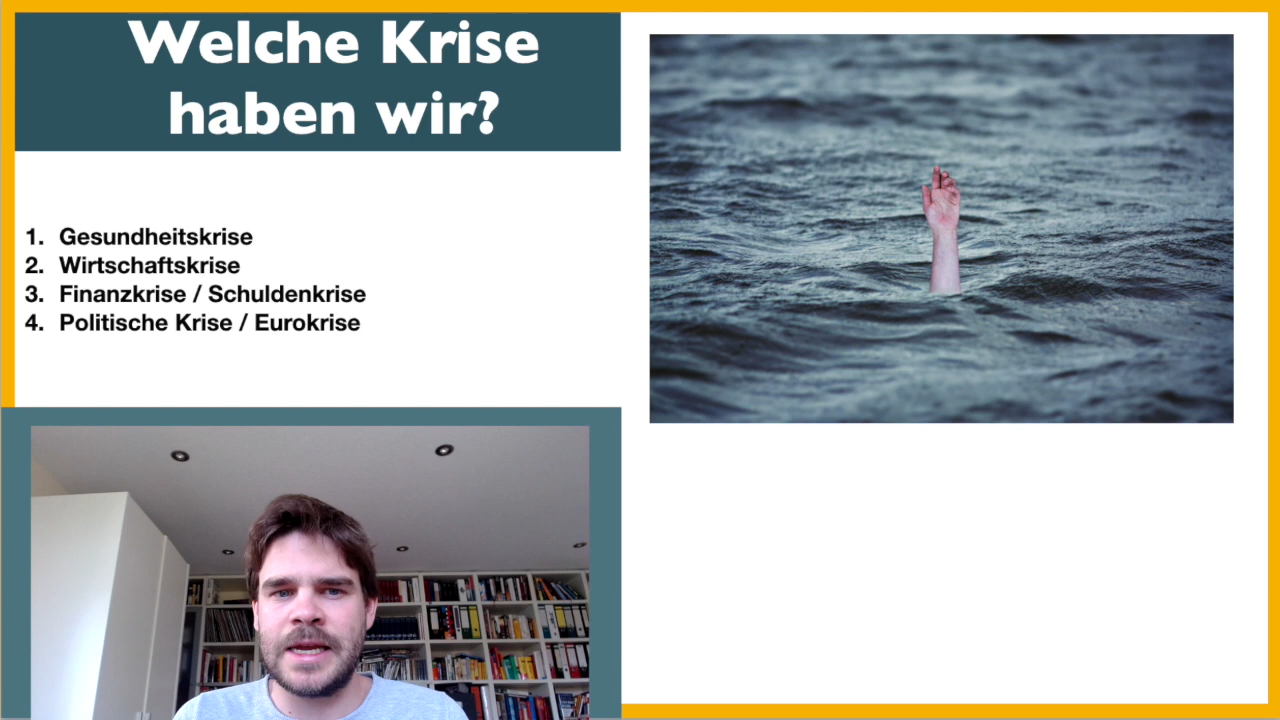 Welche Krise
haben wir?
1. Gesundheitskrise
2. Wirtschaftskrise
3. Finanzkrise / Schuldenkrise
4. Politische Krise / Eurokrise